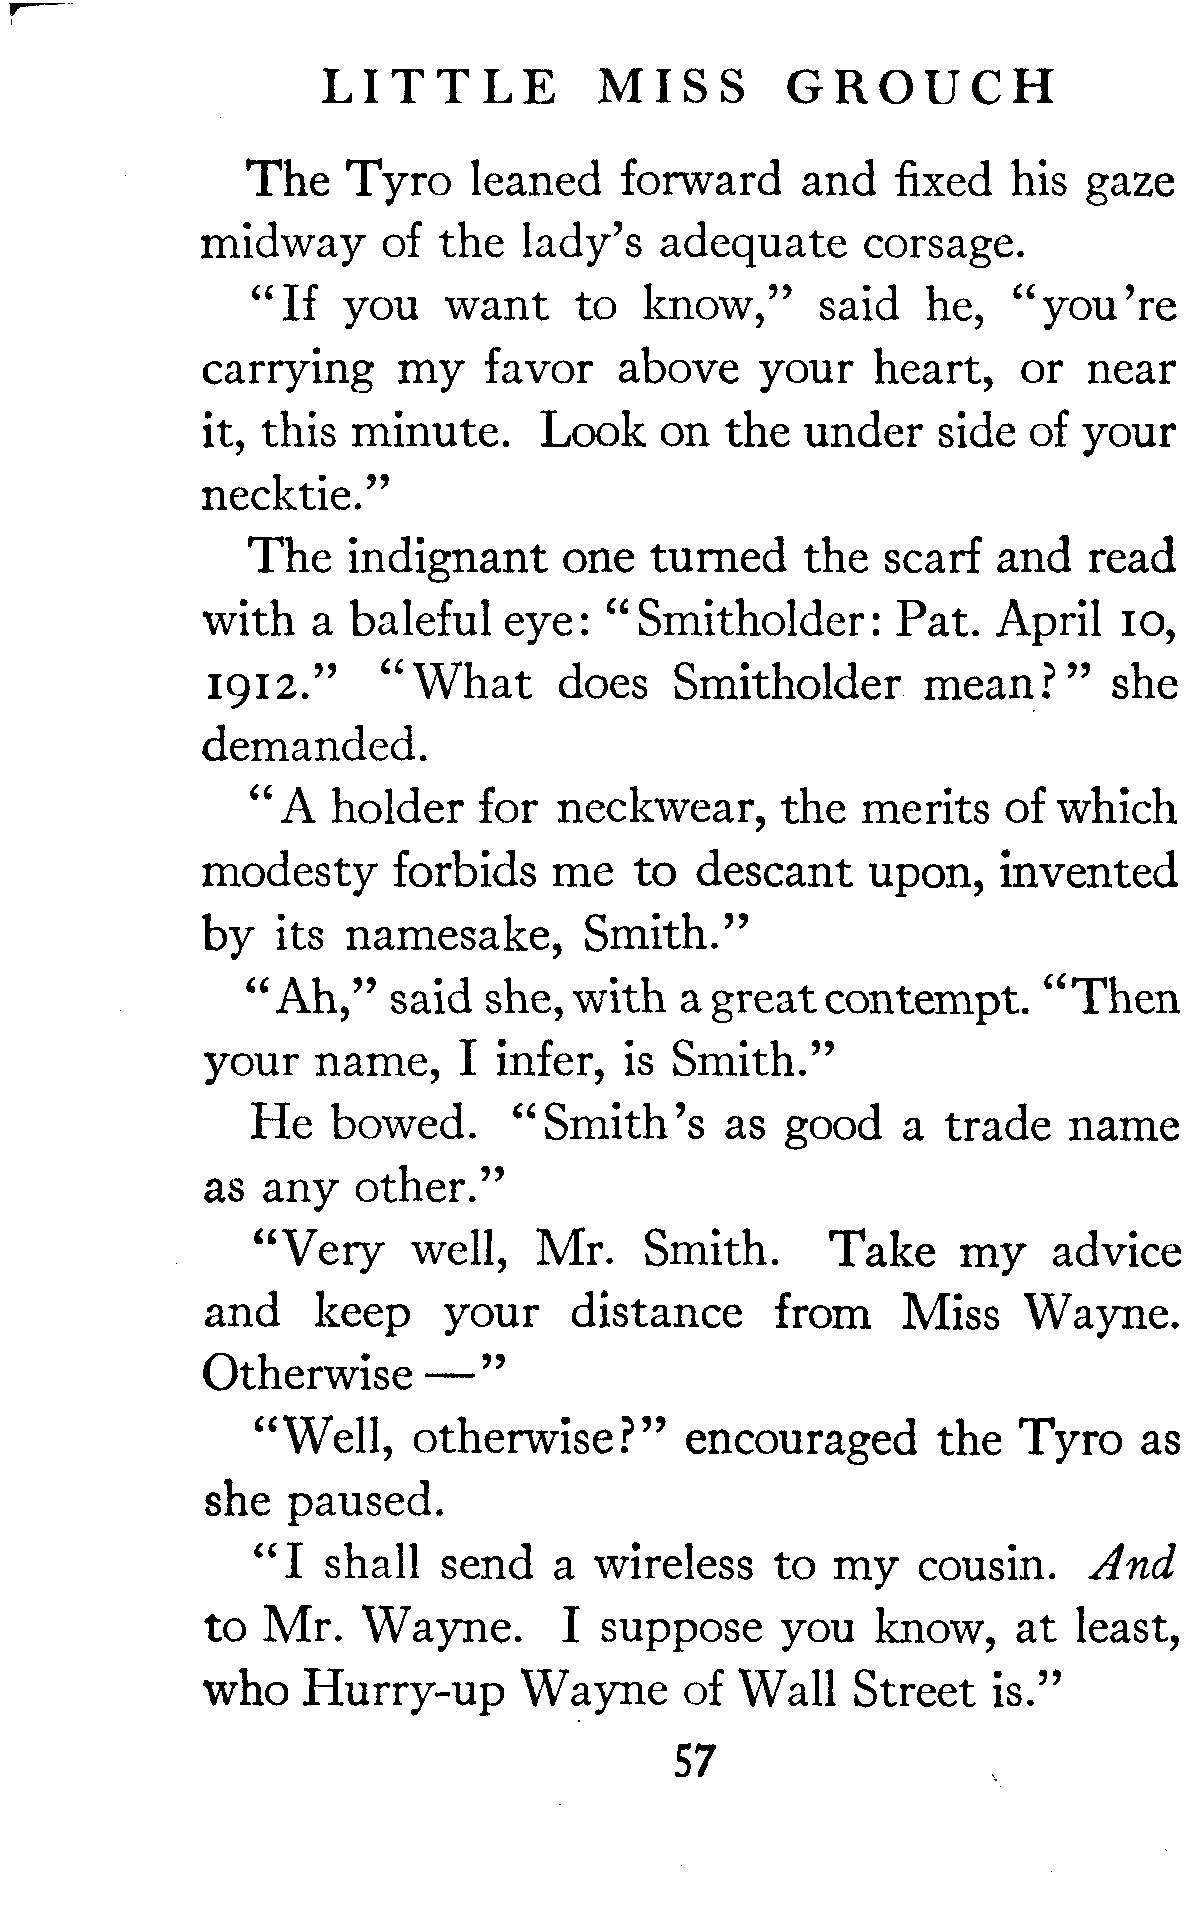 LITTLE MISS GROUCH
The Tyro leaned forward and fixed his gaze
midway of the lady's adequate corsage.
"If you want to know," said he, "you're
carrying my favor above your heart, or near
it, this minute. Look on the under side of your
necktie."
The indignant one turned the scarf and read
with a baleful eye: "Smitholder: Pat. April 10,
1912." "What does Smitholder mean?" she
demanded.
"A holder for neckwear, the merits of which
modesty forbids me to descant upon, invented
by its namesake, Smith."
"Ah," said she, with a great contempt. "Then
your name, I infer, is Smith."
He bowed. "Smith's as good a trade name
as any other."
"Very well, Mr. Smith. Take my advice
and keep your distance from Miss Wayne.
Otherwise —"
"Well, otherwise?" encouraged the Tyro as
she paused.
"I shall send a wireless to my cousin. And
to Mr. Wayne. I suppose you know, at least,
who Hurry-up Wayne of Wall Street is."
57